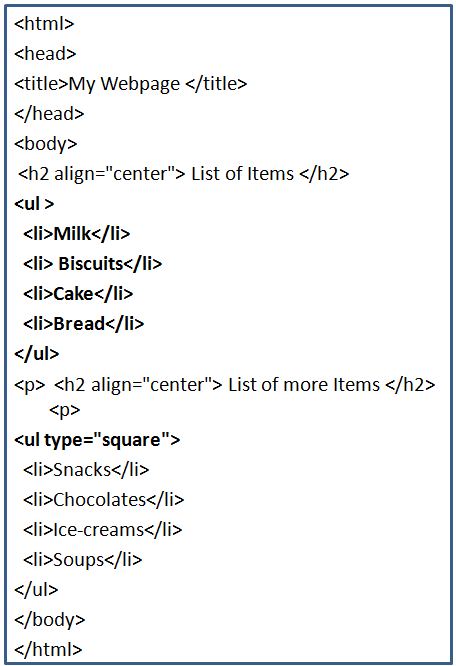 <html>
<head>
<title>My Webpage </title>
</head>
<body>
<h2 align="center"> List of Items </h2>
<ul >
<li>Milk</li>
<li> Biscuits</li>
<li>Cake</li>
<li>Bread</li>
</ul>
<p>  <h2 align="center"> List of more Items </h2>
<p>
<ul type="square">
<li>Snacks</li>
<li>Chocolates</li>
<li>Ice-creams</li>
<li>Soups</li>
</ul>
</body>
</html>